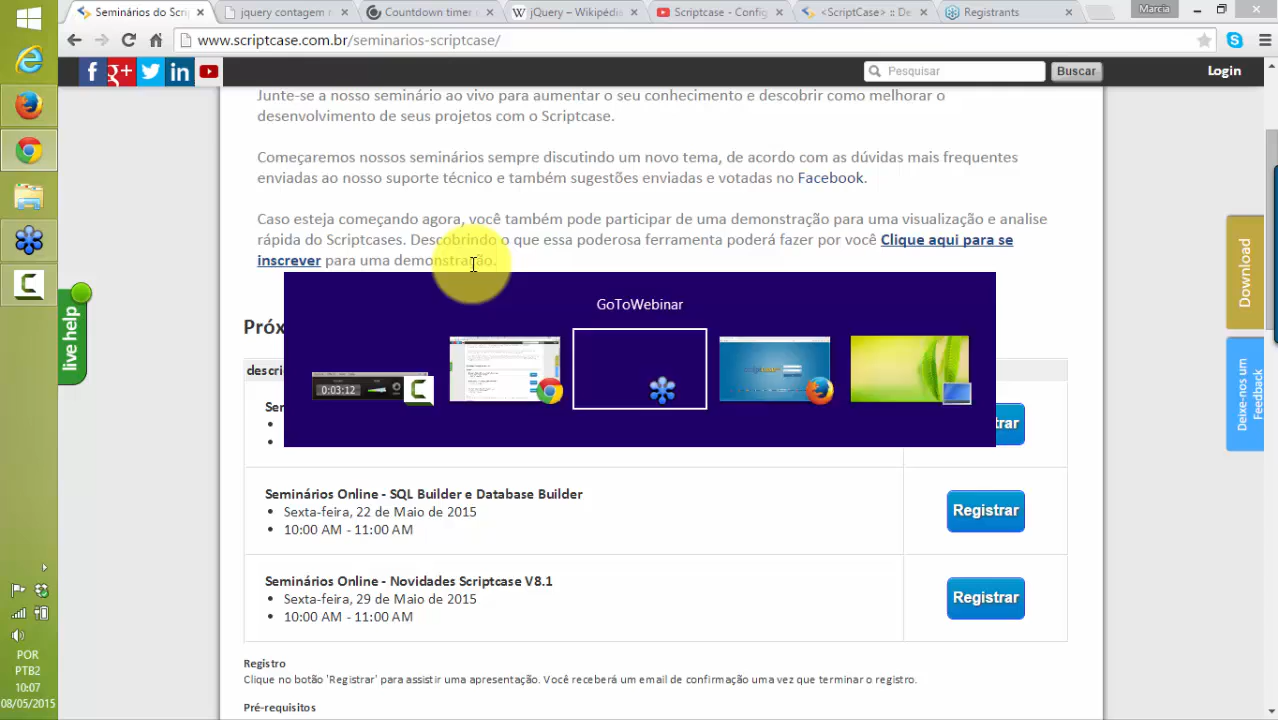 Seminários do Scri
jquery contagem r
Countdown timer
jQuery – Wikipédi
Scriptcase - Config
<ScriptCase> :: De
Registrants
Marcia
www.scriptcase.com.br/seminarios-scriptcase/
Pesquisar
Buscar
Login
Junte-se a nosso seminário ao vivo para aumentar o seu conhecimento e descobrir como melhorar o
desenvolvimento de seus projetos com o Scriptcase.
Começaremos nossos seminários sempre discutindo um novo tema, de acordo com as dúvidas mais frequentes
enviadas ao nosso suporte técnico e também sugestões enviadas e votadas no Facebook.
Caso esteja começando agora, você também pode participar de uma demonstração para uma visualização e analise
rápida do Scriptcases. Descobrindo o que essa poderosa ferramenta poderá fazer por você Clique aqui para se
inscrever para uma demonstração.
GoToWebinar
0:03:12
Próx
descri
Sem
rar
Seminários Online - SQL Builder e Database Builder
Sexta-feira, 22 de Maio de 2015
10:00 AM - 11:00 AM
Registrar
Seminários Online - Novidades Scriptcase V8.1
Sexta-feira, 29 de Maio de 2015
10:00 AM - 11:00 AM
Registrar
Registro
Clique no botão 'Registrar' para assistir uma apresentação. Você receberá um email de confirmação uma vez que terminar o registro.
Pré-requisitos
live help
Download
Deixe-nos um
Feedback
POR
PTB2
10:07
08/05/2015